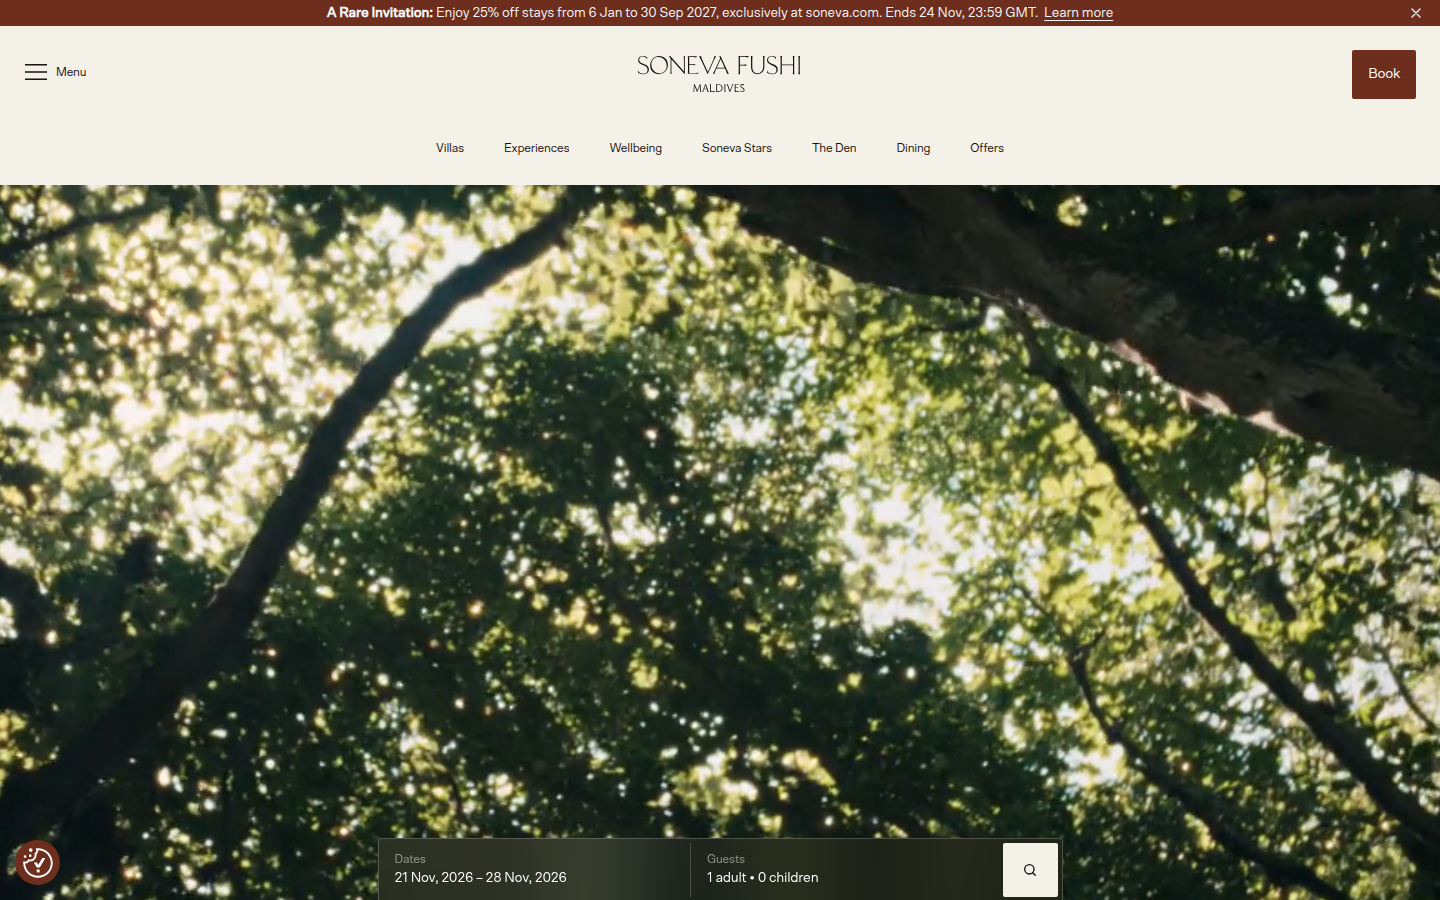 A Rare Invitation: Enjoy 25% off stays from 6 Jan to 30 Sep 2027, exclusively at soneva.com. Ends 24 Nov, 23:59 GMT. Learn more
Menu
SONEVA FUSHI
MALDIVES
Book
Villas Experiences Wellbeing Soneva Stars The Den Dining Offers
Dates
21 Nov, 2026 – 28 Nov, 2026
Guests
1 adult • 0 children